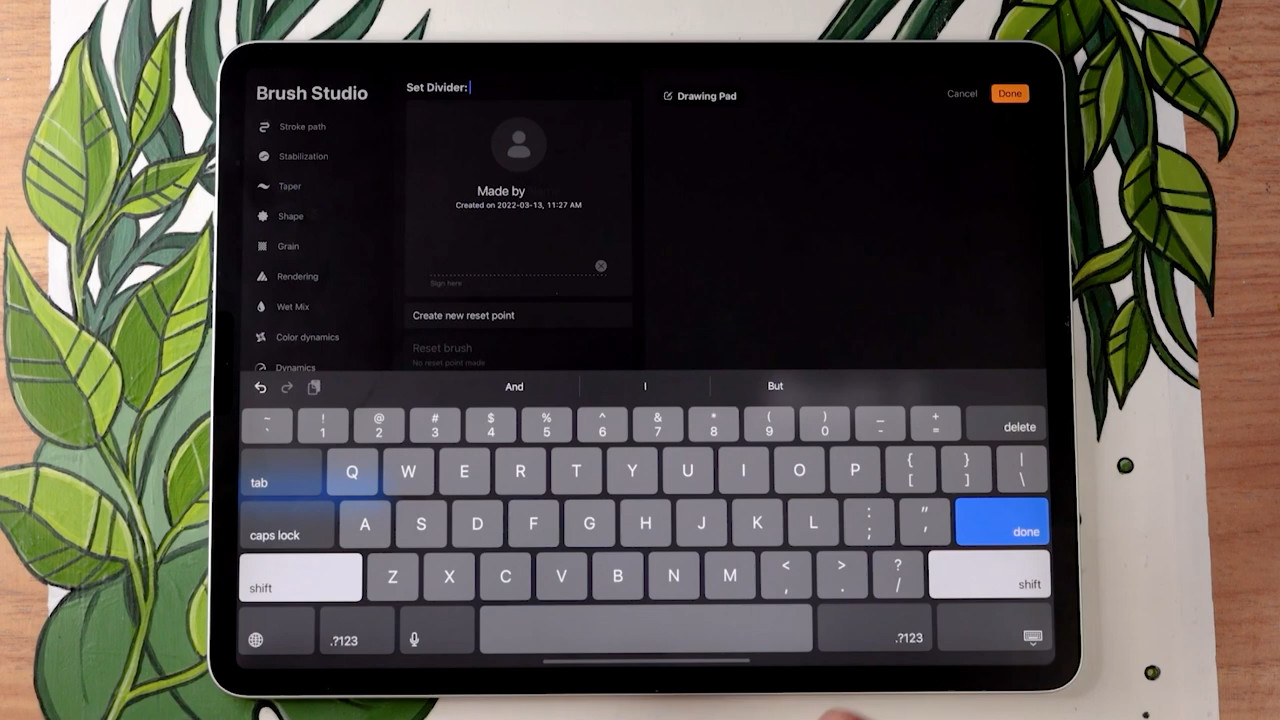 Brush Studio
Stroke path
Stabilization
Taper
Shape
Grain
Rendering
Wet Mix
Color dynamics
Dynamics
Set Divider:
Made by
Created on 2022-03-13, 11:27 AM
Sign here
Create new reset point
Reset brush
No reset point made
Drawing Pad
Cancel
Done
And I But
~ ! @ # $ % ^ & * ( ) — +
` 1 2 3 4 5 6 7 8 9 0 - = delete
tab Q W E R T Y U I O P { [ } ] | \
caps lock A S D F G H J K L : ; " ' done
shift Z X C V B N M < , > . ? / shift
.?123 .?123